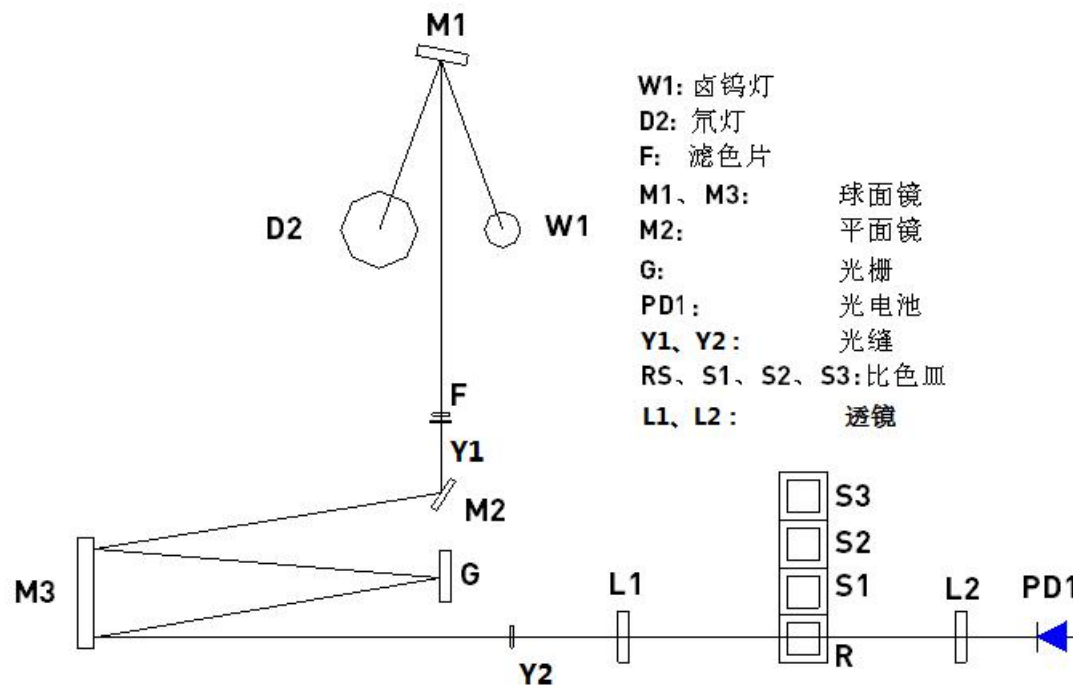 M1
W1: 卤钨灯
D2: 氘灯
F: 滤色片
M1、M3: 球面镜
M2: 平面镜
G: 光栅
PD1: 光电池
Y1、Y2: 光缝
RS、S1、S2、S3:比色皿
L1、L2: 透镜
D2
W1
F
Y1
M2
M3
G
Y2
L1
S3
S2
S1
R
L2
PD1